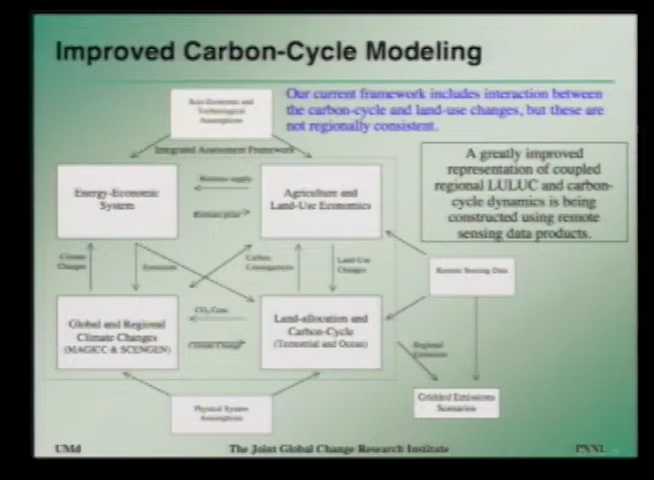 Improved Carbon-Cycle Modeling
Our current framework includes interaction between
the carbon-cycle and land-use changes, but these are
not regionally consistent.
Socio-Economic and
Technological
Assumptions
Integrated Assessment Framework
A greatly improved
representation of coupled
regional LULUC and carbon-
cycle dynamics is being
constructed using remote
sensing data products.
Energy-Economic
System
Biomass supply
Biomass price
Agriculture and
Land-Use Economics
Climate
Changes
Emissions
Carbon
Land-Use
Changes
Remote Sensing Data
Global and Regional
Climate Changes
(MAGICC & SCENGEN)
CO2 Conc.
Climate Change
Land-allocation and
Carbon-Cycle
(Terrestrial and Ocean)
Regional
Emissions
Gridded Emissions
Scenarios
Physical System
Assumptions
UMd
The Joint Global Change Research Institute
PNNL